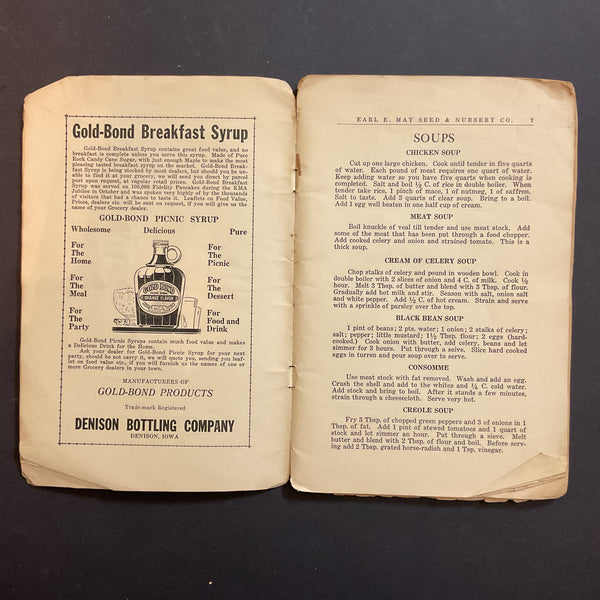 Gold-Bond Breakfast Syrup
Gold-Bond Breakfast Syrup contains great food value, and no
breakfast is complete unless you serve this syrup. Made of Pure
Rock Candy Cane Sugar, with just enough Maple to make the most
pleasing tasted breakfast syrup on the market. Gold-Bond Break-
fast Syrup is being stocked by most dealers, but should you be un-
able to find it at your grocery, we will send you direct by parcel
post upon request, at regular retail prices. Gold-Bond Breakfast
Syrup was served on 105,000 Fidelity Pancakes during the KMA
Jubilee in October and was spoken very highly of by the thousands
of visitors that had a chance to taste it. Leaflets on Food Value,
Prices, dealers etc. will be sent on request, if you will give us the
name of your Grocery dealer.
GOLD-BOND PICNIC SYRUP
Wholesome Delicious Pure
For
The
Home
For
The
Meal
For
The
Party
GOLD BOND
ORANGE FLAVOR
For
The
Picnic
For
The
Dessert
For
Food and
Drink
Gold-Bond Picnic Syrups contain much food value and makes
a Delicious Drink for the Home.
Ask your dealer for Gold-Bond Picnic Syrup for your next
party, should he not carry it, we will quote you, sending you leaf-
let on food value etc., if you will furnish us the names of one or
more Grocery dealers in your town.
MANUFACTURERS OF
GOLD-BOND PRODUCTS
Trade-mark Registered
DENISON BOTTLING COMPANY
DENISON, IOWA
EARL E. MAY SEED & NURSERY CO. 7
SOUPS
CHICKEN SOUP
Cut up one large chicken. Cook until tender in five quarts
of water. Each pound of meat requires one quart of water.
Keep adding water so you have five quarts when cooking is
completed. Salt and boil ½ C. of rice in double boiler. When
tender take rice, 1 pinch of mace, 1 of nutmeg, 1 of saffron.
Salt to taste. Add 3 quarts of clear soup. Bring to a boil.
Add 1 egg well beaten in one half cup of cream.
MEAT SOUP
Boil knuckle of veal till tender and use meat stock. Add
some of the meat that has been put through a food chopper.
Add cooked celery and onion and strained tomato. This is a
thick soup.
CREAM OF CELERY SOUP
Chop stalks of celery and pound in wooden bowl. Cook in
double boiler with 2 slices of onion and 4 C. of milk. Cook ½
hour. Melt 3 Tbsp. of butter and blend with 3 Tbsp. of flour.
Gradually add hot milk and stir. Season with salt, onion salt
and white pepper. Add ½ C. of hot cream. Strain and serve
with a sprinkle of parsley over the top.
BLACK BEAN SOUP
1 pint of beans; 2 pts. water; 1 onion; 2 stalks of celery;
salt; pepper; little mustard; 1½ Tbsp. flour; 2 eggs (hard-
cooked.) Cook onion with butter, add celery, beans and let
simmer for 3 hours. Put through a seive. Slice hard cooked
eggs in turren and pour soup over to serve.
CONSOMME
Use meat stock with fat removed. Wash and add an egg.
Crush the shell and add to the whites and ¼ C. cold water.
Add stock and bring to boil. After it stands a few minutes,
strain through a cheesecloth. Serve very hot.
CREOLE SOUP
Fry 3 Tbsp. of chopped green peppers and 3 of onions in 1
Tbsp. of fat. Add 1 pint of stewed tomatoes and 1 quart of
stock and let simmer an hour. Put through a sieve. Melt
butter and blend with 2 Tbsp. of flour and boil. Before serv-
ing add 2 Tbsp. grated horse-radish and 1 Tsp. vinegar.